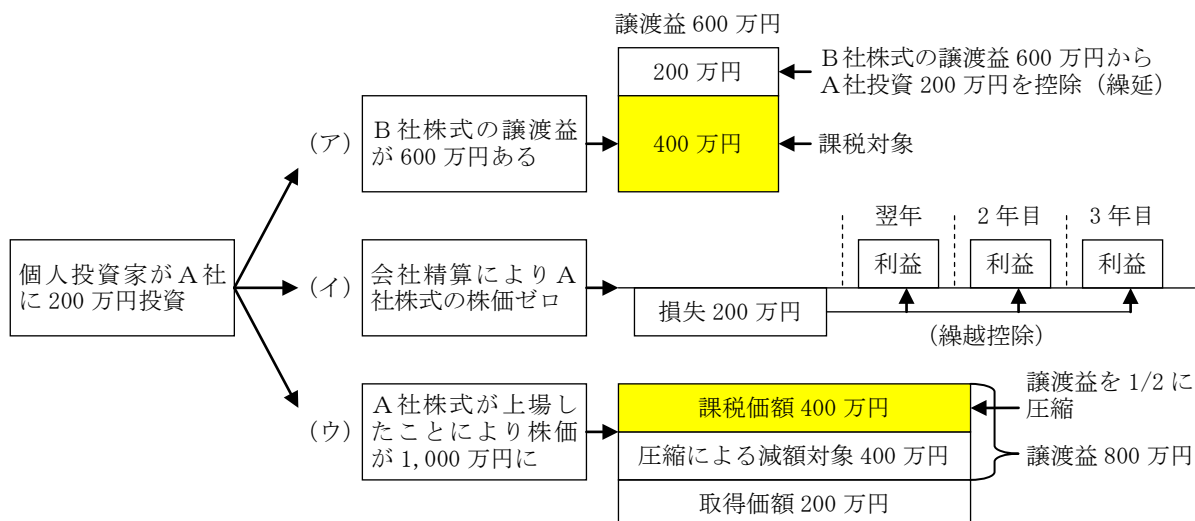 個人投資家がA社
に 200 万円投資
(ア)
B社株式の譲渡益
が 600 万円ある
譲渡益 600 万円
200 万円
400 万円
B社株式の譲渡益 600 万円から
A社投資 200 万円を控除（繰延）
課税対象
(イ)
会社精算によりA
社株式の株価ゼロ
損失 200 万円
翌年
2 年目
3 年目
利益
利益
利益
(繰越控除)
(ウ)
A社株式が上場し
たことにより株価
が 1,000 万円に
課税価額 400 万円
圧縮による減額対象 400 万円
取得価額 200 万円
譲渡益を 1/2 に
圧縮
譲渡益 800 万円